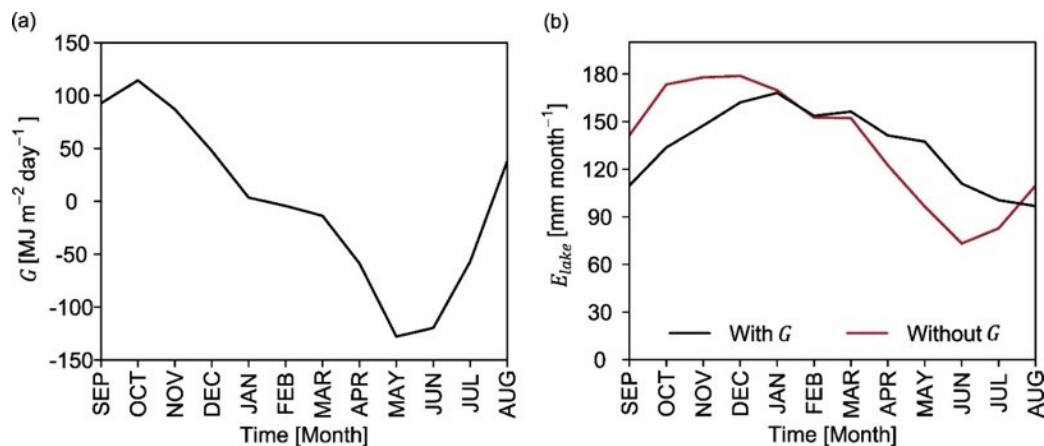 (a)
150
100
50
0
-50
-100
-150
G [MJ m⁻² day⁻¹]
SEP
OCT
NOV
DEC
JAN
FEB
MAR
APR
MAY
JUN
JUL
AUG
Time [Month]
(b)
180
150
120
90
60
30
0
E_lake [mm month⁻¹]
With G
Without G
SEP
OCT
NOV
DEC
JAN
FEB
MAR
APR
MAY
JUN
JUL
AUG
Time [Month]